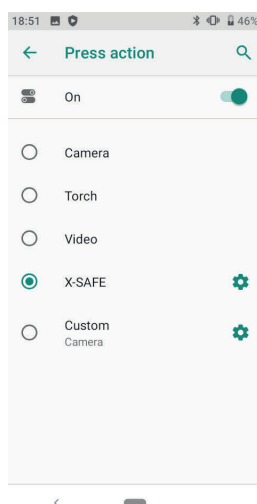 18:51 46%
Press action
On
Camera
Torch
Video
X-SAFE
Custom
Camera